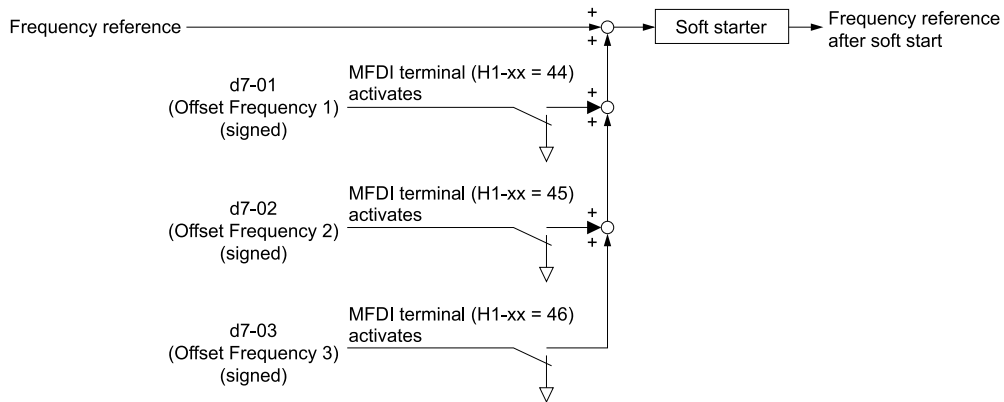 Frequency reference
+
+
Soft starter
Frequency reference
after soft start
d7-01
(Offset Frequency 1)
(signed)
MFDI terminal (H1-xx = 44)
activates
+
+
d7-02
(Offset Frequency 2)
(signed)
MFDI terminal (H1-xx = 45)
activates
+
+
d7-03
(Offset Frequency 3)
(signed)
MFDI terminal (H1-xx = 46)
activates